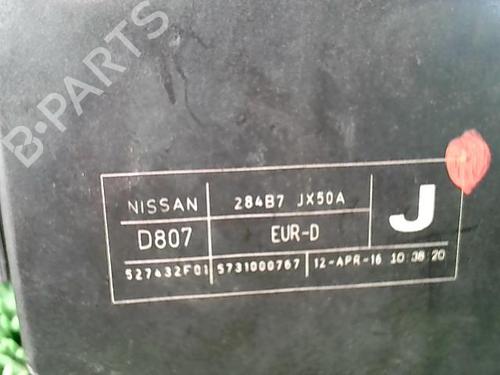 B-PARTS
NISSAN 284B7 JX50A J
D807 EUR-D
527432F01 5731000767 12-APR-16 10:38:20